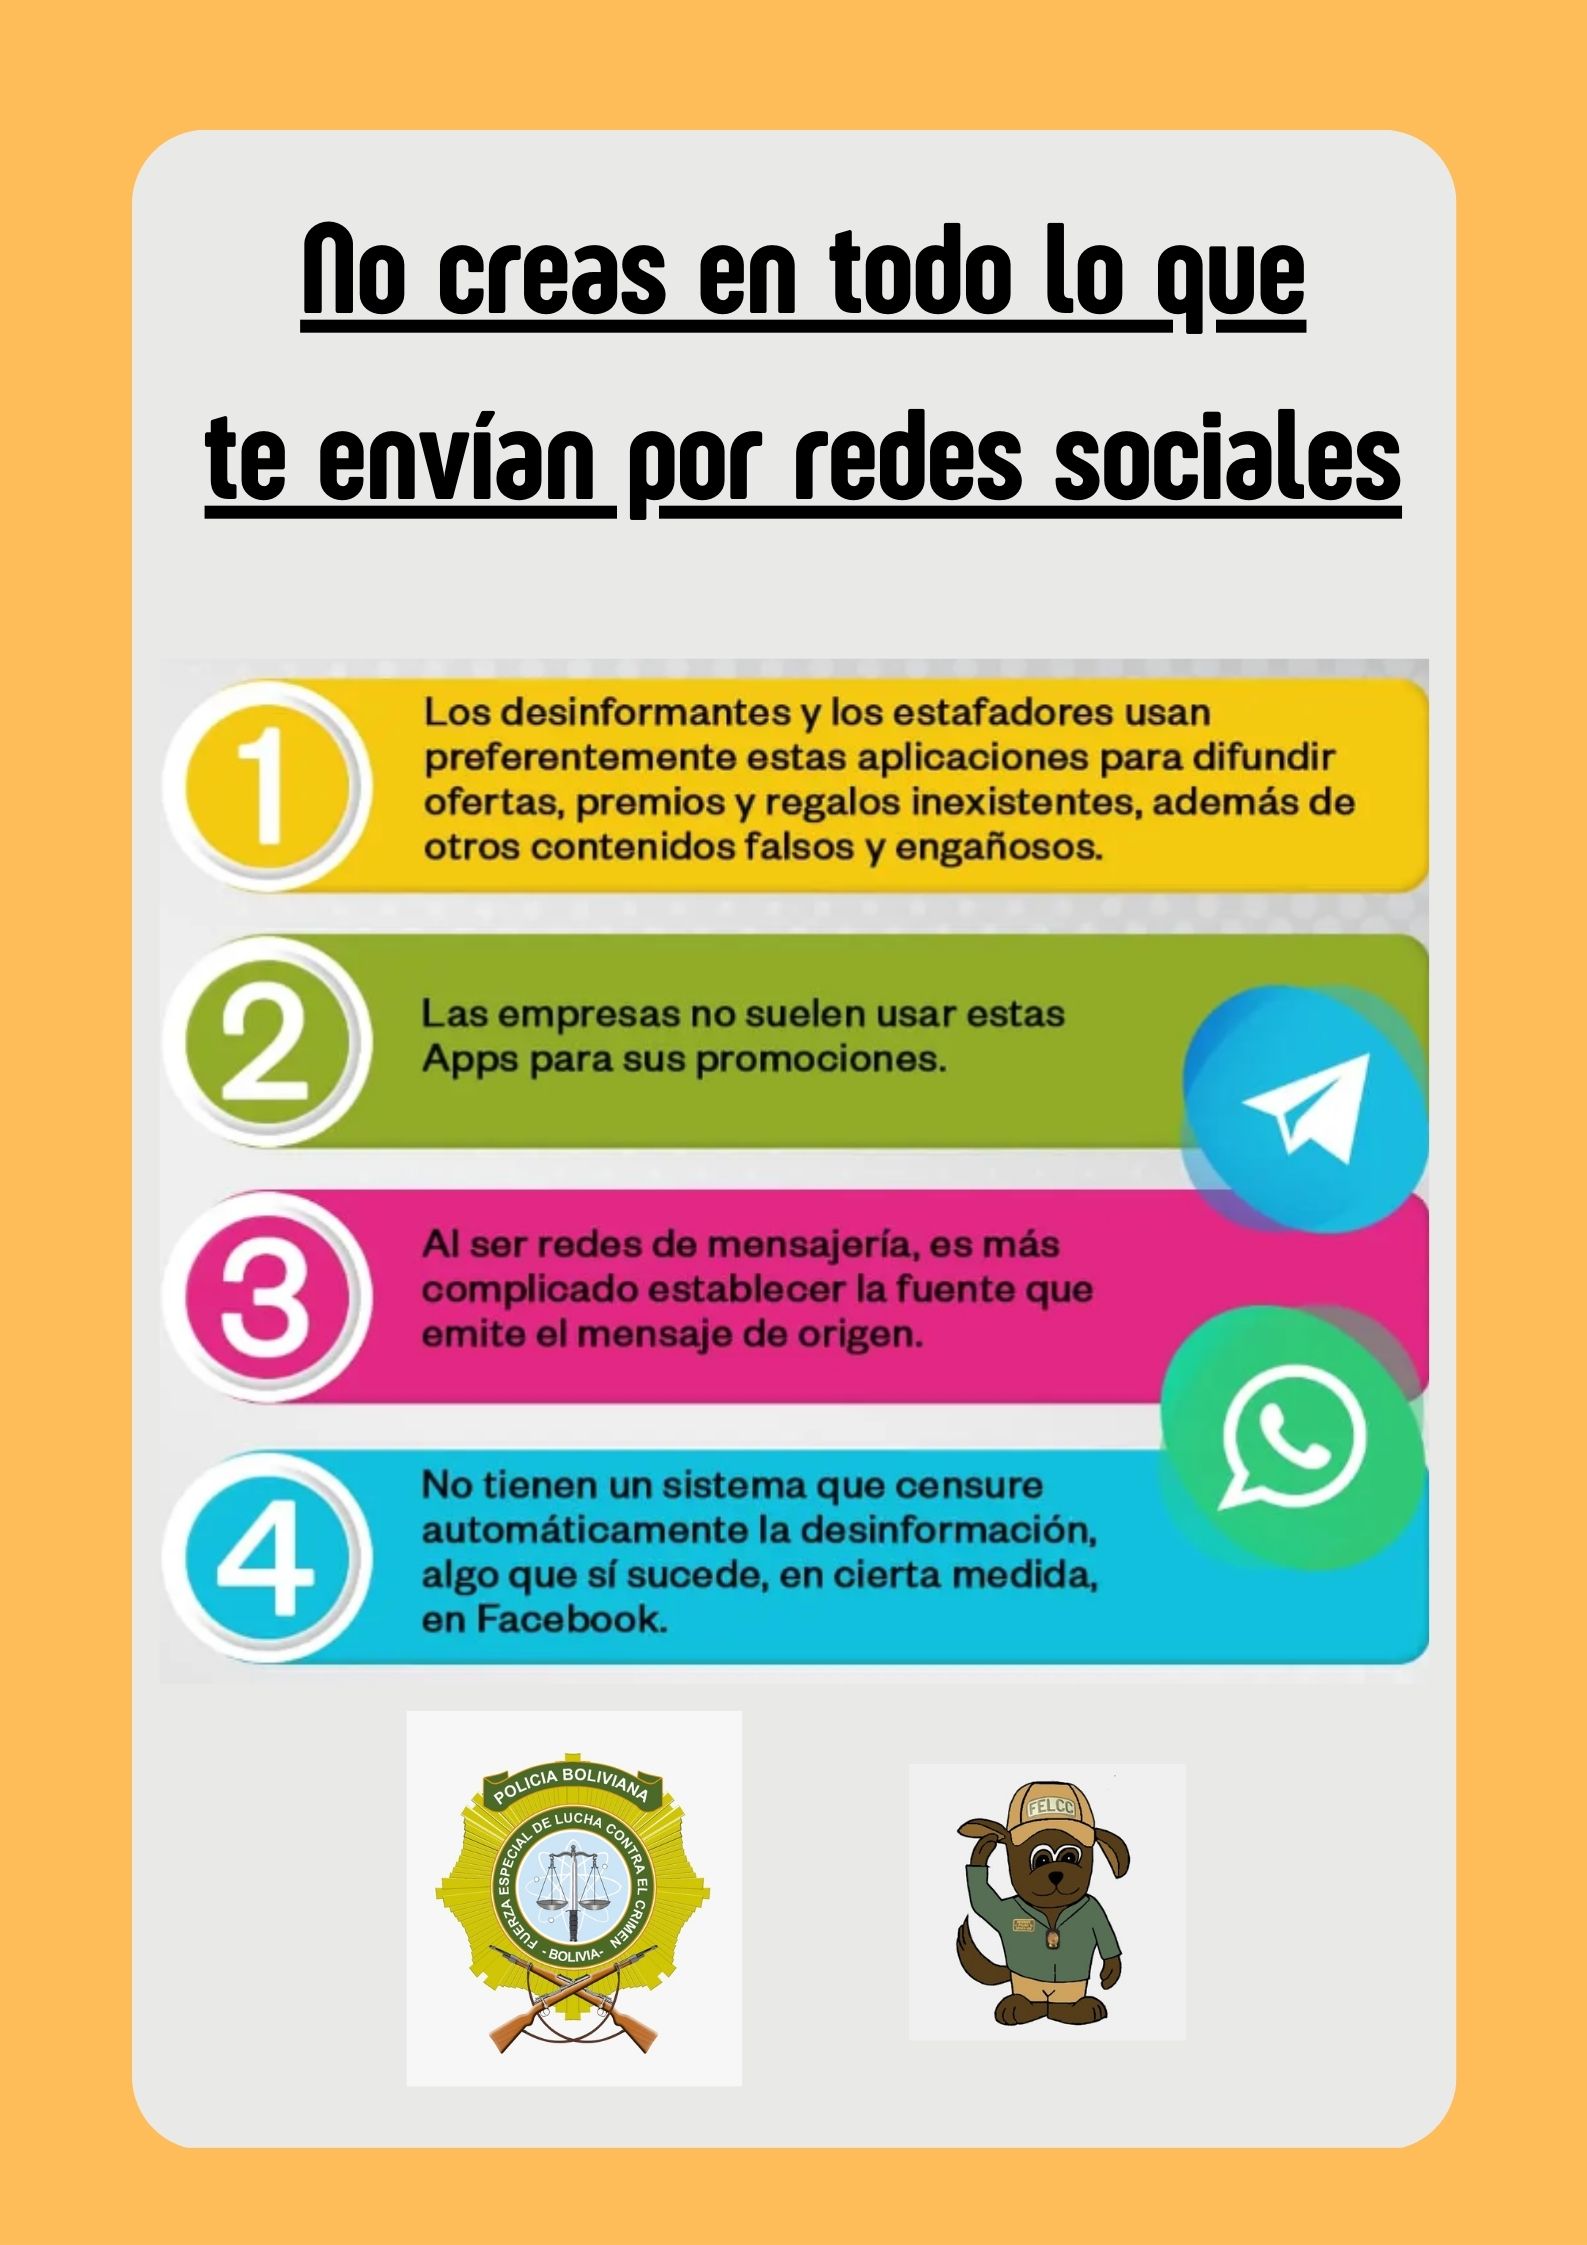 No creas en todo lo que
te envían por redes sociales
1
Los desinformantes y los estafadores usan
preferentemente estas aplicaciones para difundir
ofertas, premios y regalos inexistentes, además de
otros contenidos falsos y engañosos.
2
Las empresas no suelen usar estas
Apps para sus promociones.
3
Al ser redes de mensajería, es más
complicado establecer la fuente que
emite el mensaje de origen.
4
No tienen un sistema que censure
automáticamente la desinformación,
algo que sí sucede, en cierta medida,
en Facebook.
POLICIA BOLIVIANA
FUERZA ESPECIAL DE LUCHA CONTRA EL CRIMEN
- BOLIVIA-
FELCC